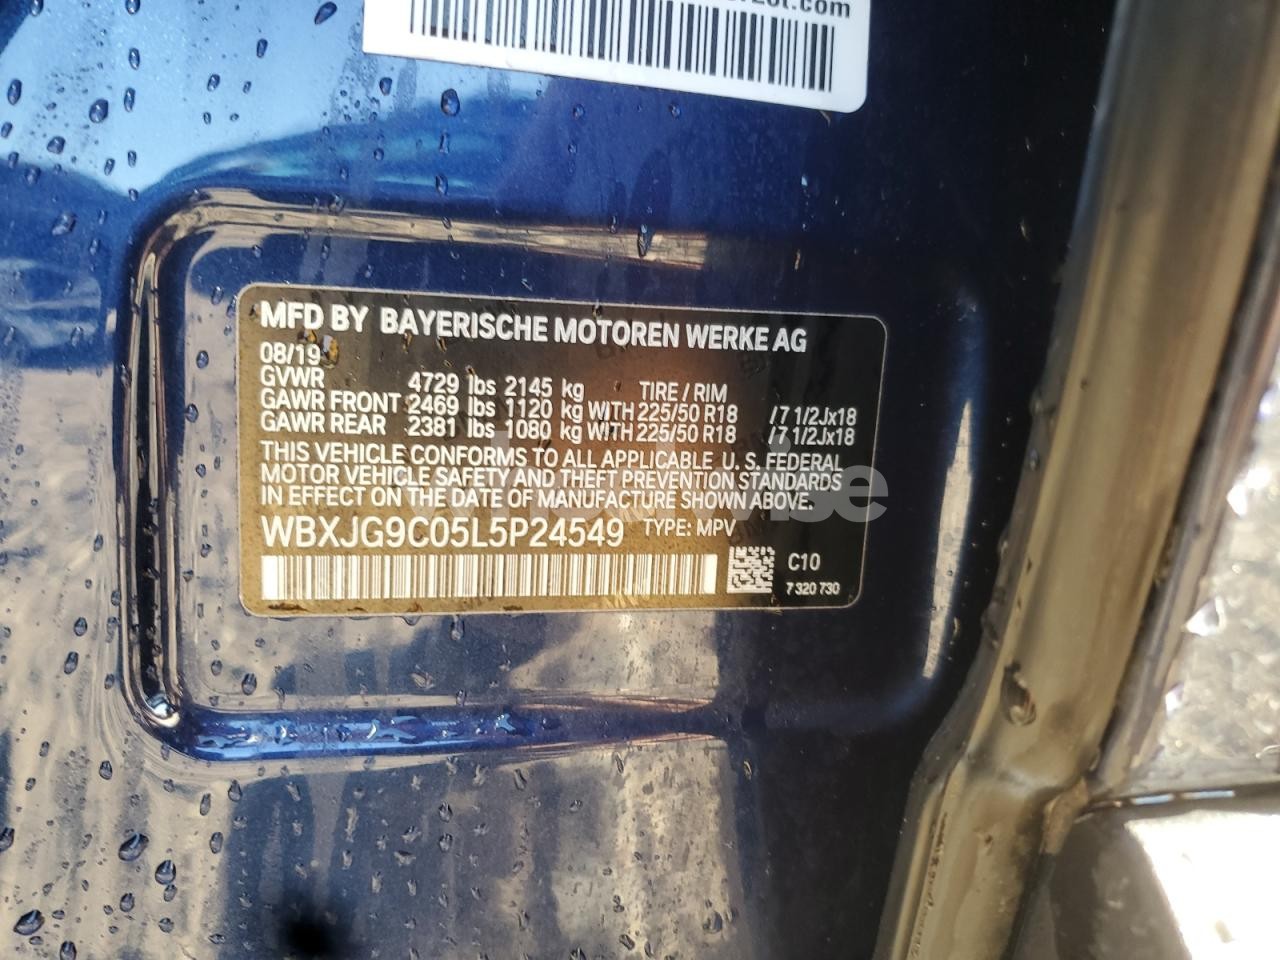 MFD BY BAYERISCHE MOTOREN WERKE AG
08/19
GVWR 4729 lbs 2145 kg TIRE / RIM
GAWR FRONT 2469 lbs 1120 kg WITH 225/50 R18 /7 1/2Jx18
GAWR REAR 2381 lbs 1080 kg WITH 225/50 R18 /7 1/2Jx18
THIS VEHICLE CONFORMS TO ALL APPLICABLE U.S. FEDERAL
MOTOR VEHICLE SAFETY AND THEFT PREVENTION STANDARDS
IN EFFECT ON THE DATE OF MANUFACTURE SHOWN ABOVE.
WBXJG9C05L5P24549 TYPE: MPV
C10
7 320 730